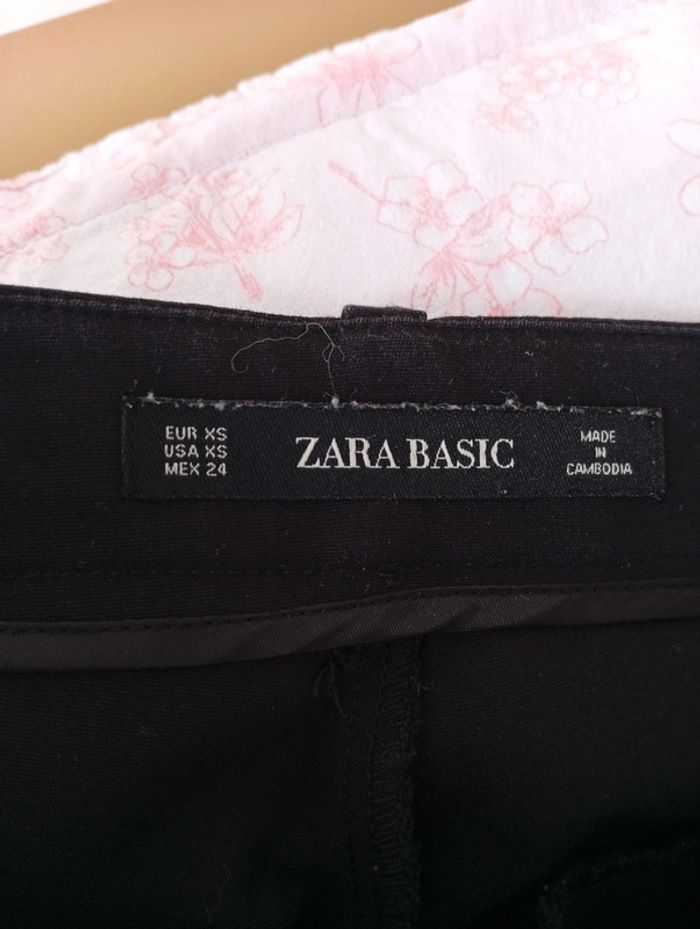 EUR XS
USA XS
MEX 24
ZARA BASIC
MADE
IN
CAMBODIA